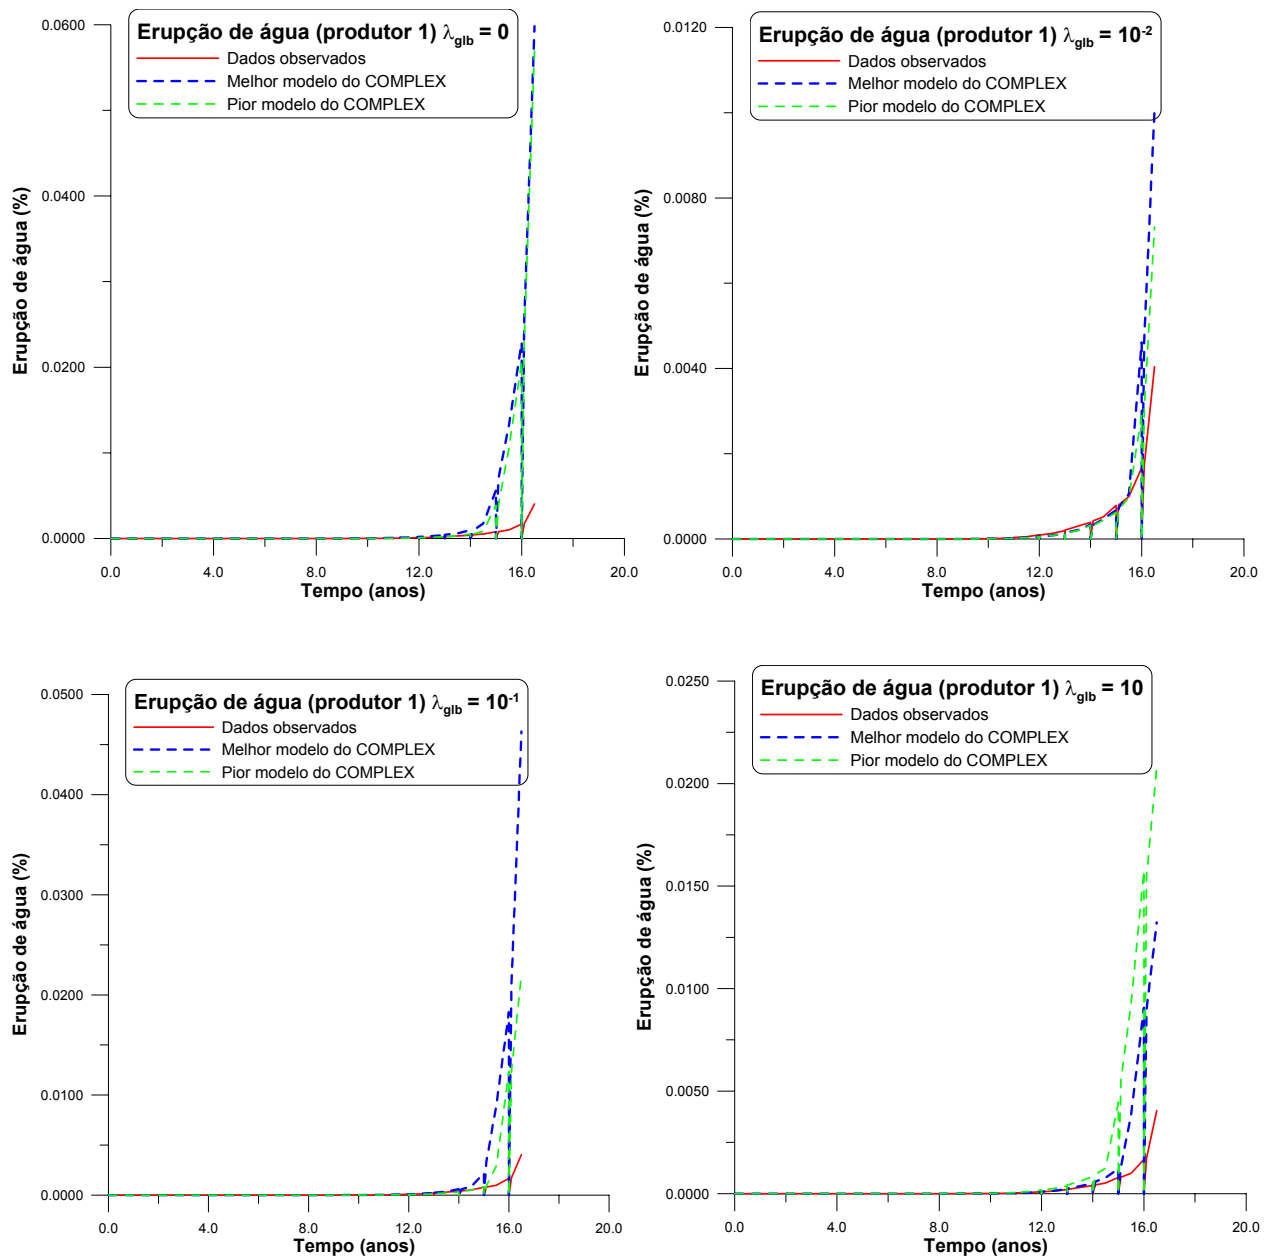 Erupção de água (produtor 1) λglb = 0
Dados observados
Melhor modelo do COMPLEX
Pior modelo do COMPLEX
Erupção de água (%)
0.0600
0.0400
0.0200
0.0000
0.0 4.0 8.0 12.0 16.0 20.0
Tempo (anos)
Erupção de água (produtor 1) λglb = 10-2
Dados observados
Melhor modelo do COMPLEX
Pior modelo do COMPLEX
Erupção de água (%)
0.0120
0.0080
0.0040
0.0000
0.0 4.0 8.0 12.0 16.0 20.0
Tempo (anos)
Erupção de água (produtor 1) λglb = 10-1
Dados observados
Melhor modelo do COMPLEX
Pior modelo do COMPLEX
Erupção de água (%)
0.0500
0.0400
0.0300
0.0200
0.0100
0.0000
0.0 4.0 8.0 12.0 16.0 20.0
Tempo (anos)
Erupção de água (produtor 1) λglb = 10
Dados observados
Melhor modelo do COMPLEX
Pior modelo do COMPLEX
Erupção de água (%)
0.0250
0.0200
0.0150
0.0100
0.0050
0.0000
0.0 4.0 8.0 12.0 16.0 20.0
Tempo (anos)